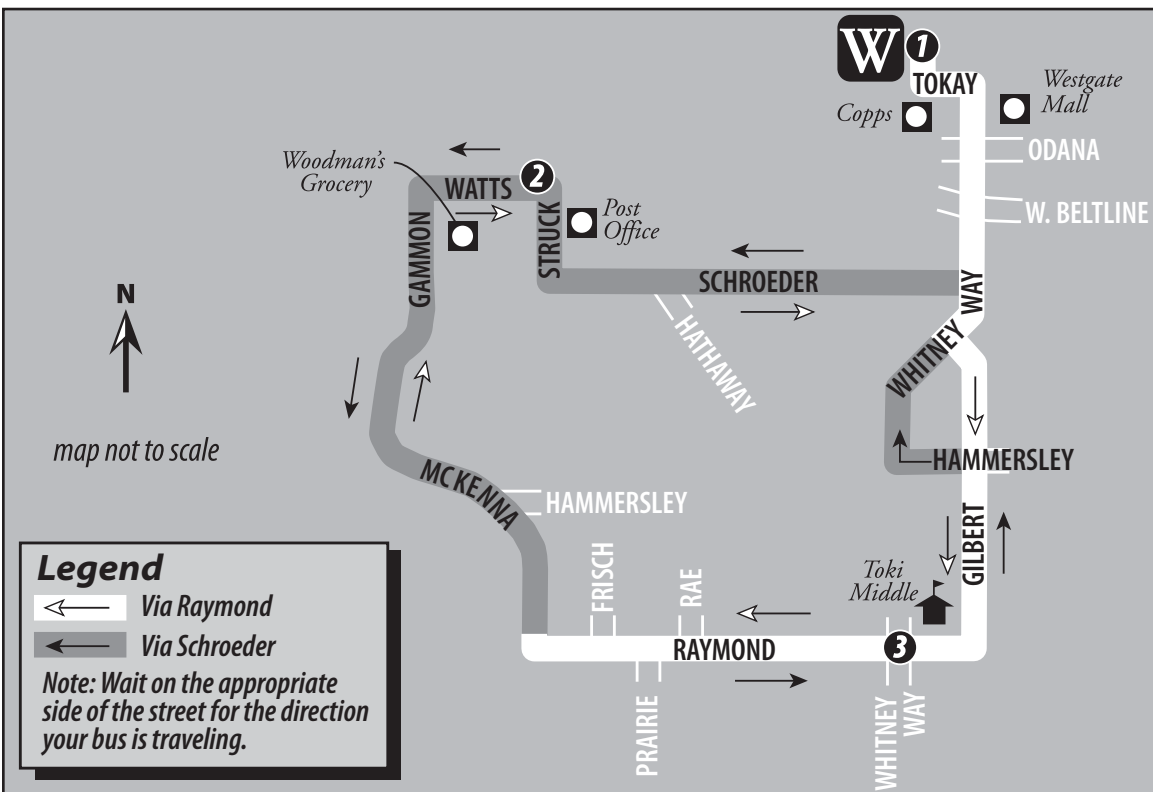 W 1
TOKAY
Westgate
Mall
Copps
ODANA
Woodman's
Grocery
WATTS
2
Post
Office
W. BELTLINE
GAMMON
STRUCK
SCHROEDER
WAY
N
HATHAWAY
WHITNEY
map not to scale
MCKENNA
HAMMERSLEY
HAMMERSLEY
GILBERT
Toki
Middle
FRISCH
RAE
RAYMOND
3
PRAIRIE
WHITNEY
WAY
Legend
Via Raymond
Via Schroeder
Note: Wait on the appropriate
side of the street for the direction
your bus is traveling.